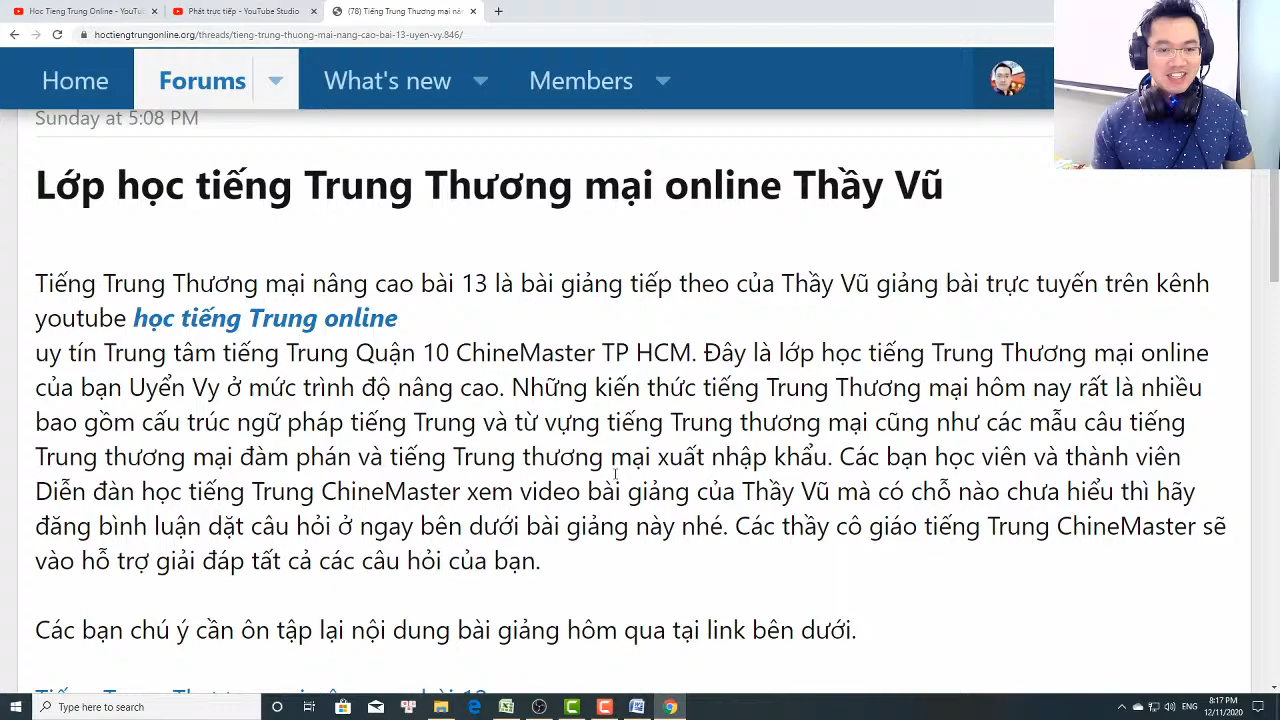 Hoc Tieng Trung Online - YouTub
Phát trực tiếp - YouTube Studio
(78) Tiếng Trung Thương mại nâ
hoctiengtrungonline.org/threads/tieng-trung-thuong-mai-nang-cao-bai-13-uyen-vy.846/
Home Forums What's new Members
Sunday at 5:08 PM
Lớp học tiếng Trung Thương mại online Thầy Vũ
Tiếng Trung Thương mại nâng cao bài 13 là bài giảng tiếp theo của Thầy Vũ giảng bài trực tuyến trên kênh
youtube học tiếng Trung online
uy tín Trung tâm tiếng Trung Quận 10 ChineMaster TP HCM. Đây là lớp học tiếng Trung Thương mại online
của bạn Uyển Vy ở mức trình độ nâng cao. Những kiến thức tiếng Trung Thương mại hôm nay rất là nhiều
bao gồm cấu trúc ngữ pháp tiếng Trung và từ vựng tiếng Trung thương mại cũng như các mẫu câu tiếng
Trung thương mại đàm phán và tiếng Trung thương mại xuất nhập khẩu. Các bạn học viên và thành viên
Diễn đàn học tiếng Trung ChineMaster xem video bài giảng của Thầy Vũ mà có chỗ nào chưa hiểu thì hãy
đăng bình luận dặt câu hỏi ở ngay bên dưới bài giảng này nhé. Các thầy cô giáo tiếng Trung ChineMaster sẽ
vào hỗ trợ giải đáp tất cả các câu hỏi của bạn.
Các bạn chú ý cần ôn tập lại nội dung bài giảng hôm qua tại link bên dưới.
Type here to search
ENG
8:17 PM
12/11/2020